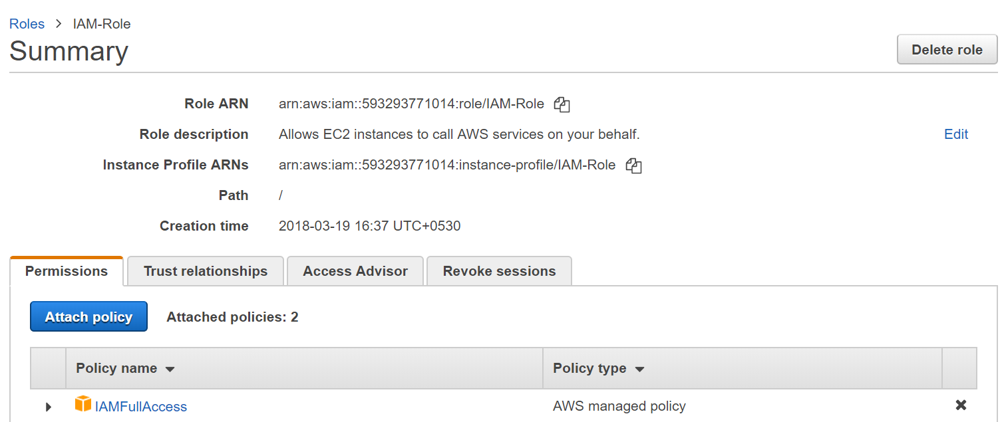 Roles > IAM-Role
Summary
Delete role
Role ARN arn:aws:iam::593293771014:role/IAM-Role
Role description Allows EC2 instances to call AWS services on your behalf. Edit
Instance Profile ARNs arn:aws:iam::593293771014:instance-profile/IAM-Role
Path /
Creation time 2018-03-19 16:37 UTC+0530
Permissions Trust relationships Access Advisor Revoke sessions
Attach policy Attached policies: 2
Policy name Policy type
IAMFullAccess AWS managed policy